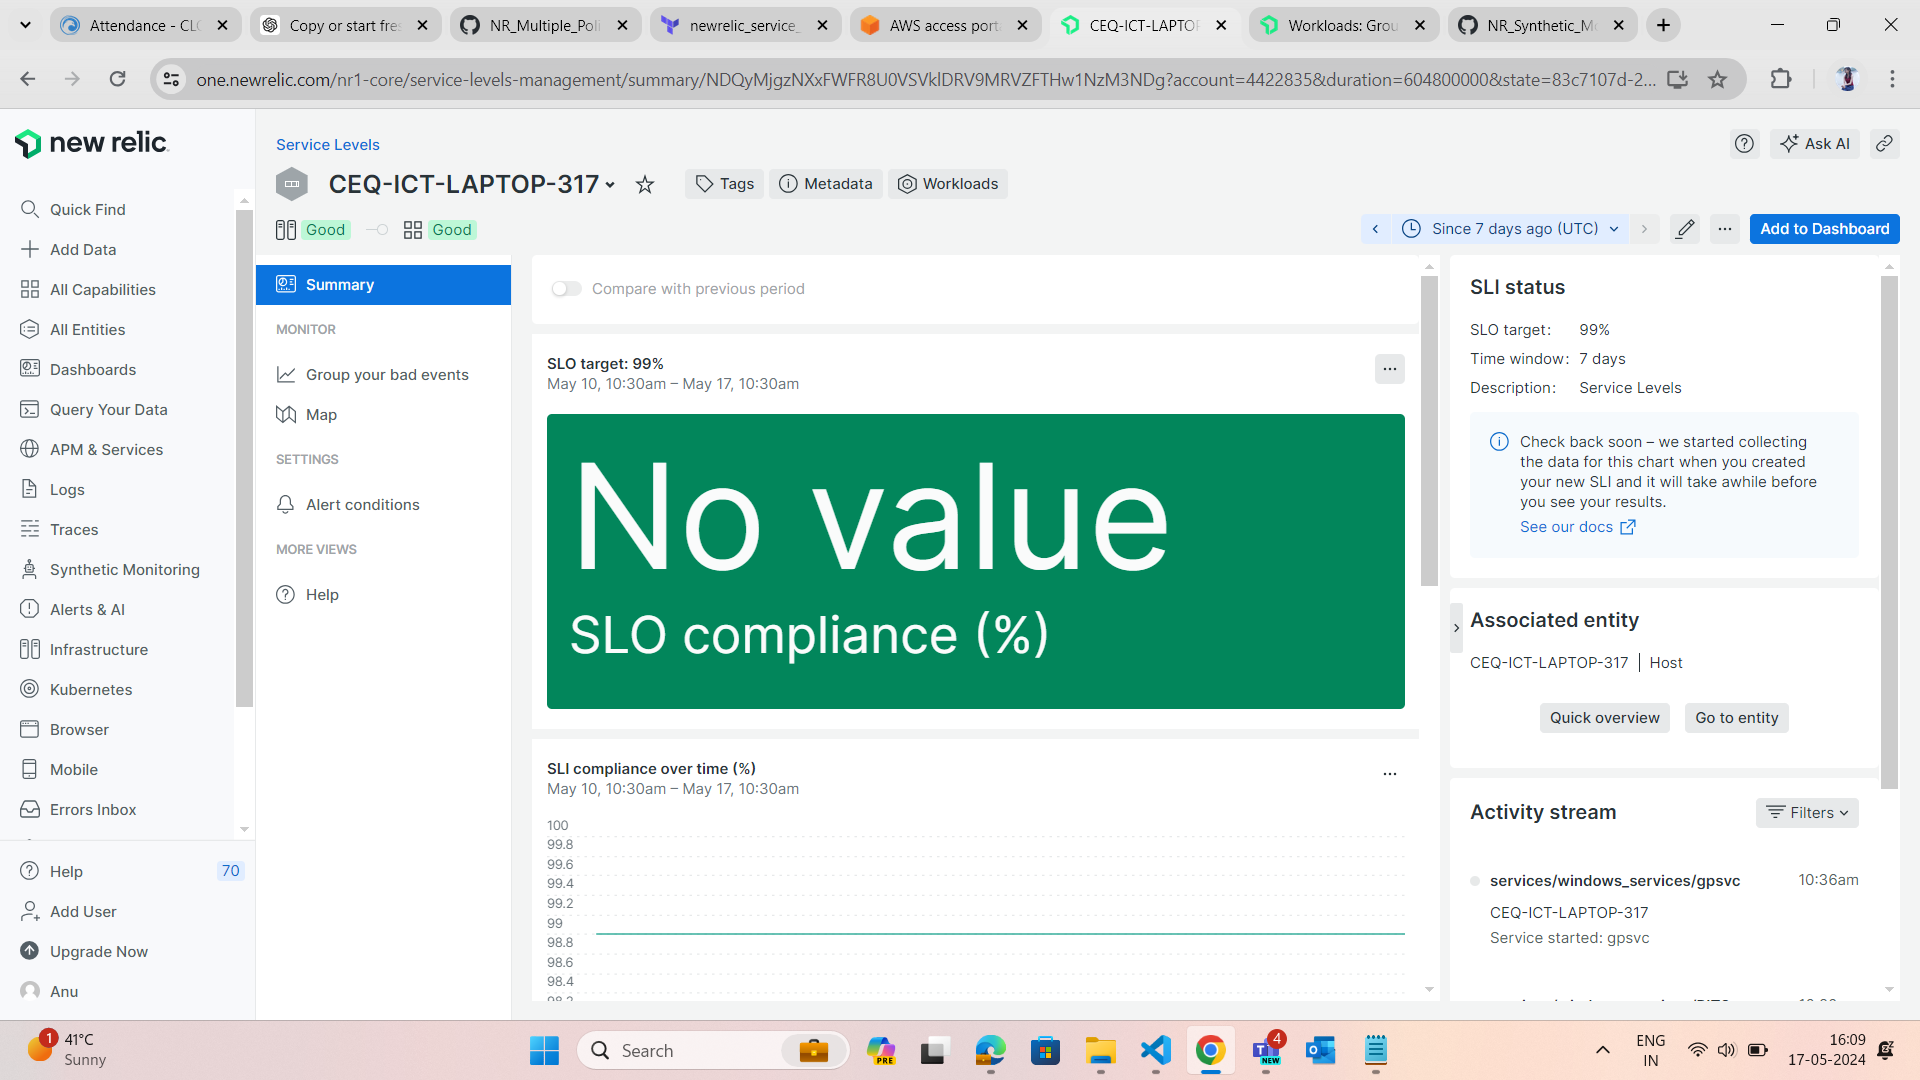 Attendance - CLO
Copy or start fres
NR_Multiple_Poli
newrelic_service_
AWS access porta
CEQ-ICT-LAPTOP
Workloads: Grou
NR_Synthetic_Mo
one.newrelic.com/nr1-core/service-levels-management/summary/NDQyMjgzNXxFWFR8U0VSVklDRV9MRVZFTHw1NzM3NDg?account=4422835&duration=604800000&state=83c7107d-2...
new relic
Service Levels
Ask AI
CEQ-ICT-LAPTOP-317
Tags
Metadata
Workloads
Good
Good
Since 7 days ago (UTC)
Add to Dashboard
Quick Find
Add Data
All Capabilities
All Entities
Dashboards
Query Your Data
APM & Services
Logs
Traces
Synthetic Monitoring
Alerts & AI
Infrastructure
Kubernetes
Browser
Mobile
Errors Inbox
Help
70
Add User
Upgrade Now
Anu
Summary
MONITOR
Group your bad events
Map
SETTINGS
Alert conditions
MORE VIEWS
Help
Compare with previous period
SLO target: 99%
May 10, 10:30am – May 17, 10:30am
No value
SLO compliance (%)
SLI compliance over time (%)
May 10, 10:30am – May 17, 10:30am
100
99.8
99.6
99.4
99.2
99
98.8
98.6
98.4
98.2
SLI status
SLO target: 99%
Time window: 7 days
Description: Service Levels
Check back soon – we started collecting
the data for this chart when you created
your new SLI and it will take awhile before
you see your results.
See our docs
Associated entity
CEQ-ICT-LAPTOP-317 | Host
Quick overview
Go to entity
Activity stream
Filters
services/windows_services/gpsvc
10:36am
CEQ-ICT-LAPTOP-317
Service started: gpsvc
1
41°C
Sunny
Search
PRE
4
NEW
ENG
IN
16:09
17-05-2024